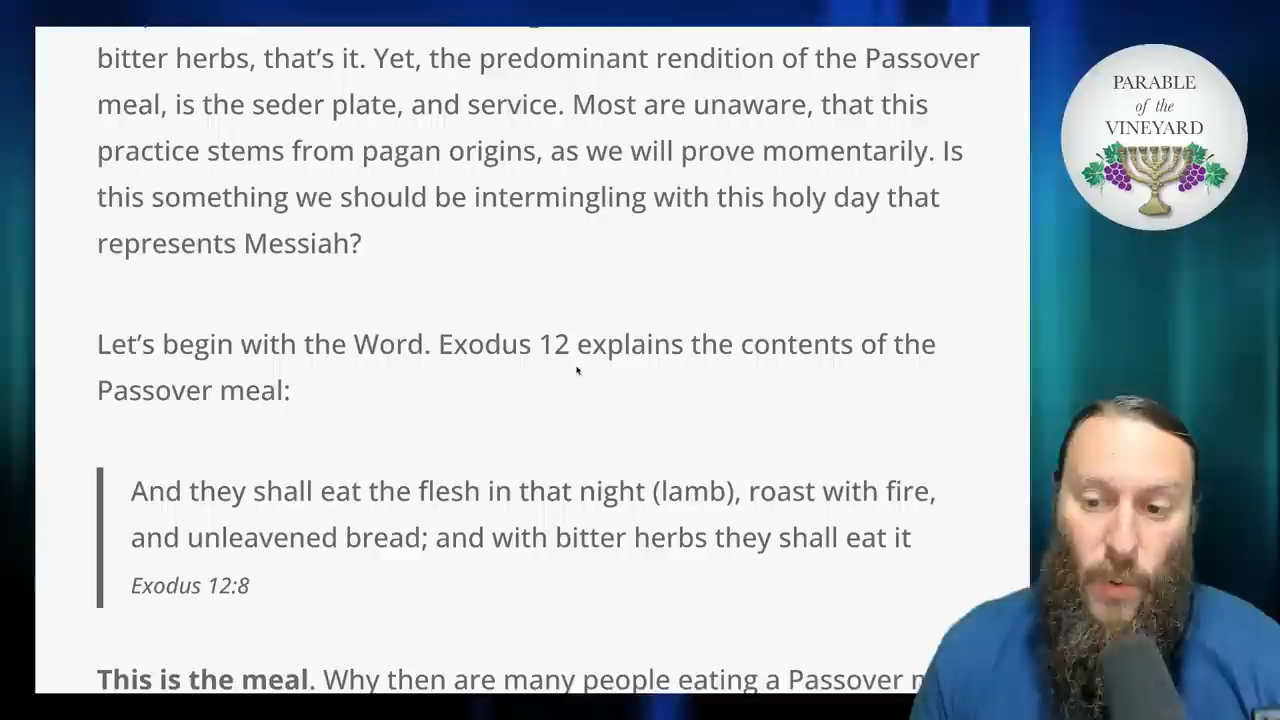 bitter herbs, that's it. Yet, the predominant rendition of the Passover
meal, is the seder plate, and service. Most are unaware, that this
practice stems from pagan origins, as we will prove momentarily. Is
this something we should be intermingling with this holy day that
represents Messiah?
Let's begin with the Word. Exodus 12 explains the contents of the
Passover meal:
And they shall eat the flesh in that night (lamb), roast with fire,
and unleavened bread; and with bitter herbs they shall eat it
Exodus 12:8
This is the meal. Why then are many people eating a Passover
PARABLE
of the
VINEYARD